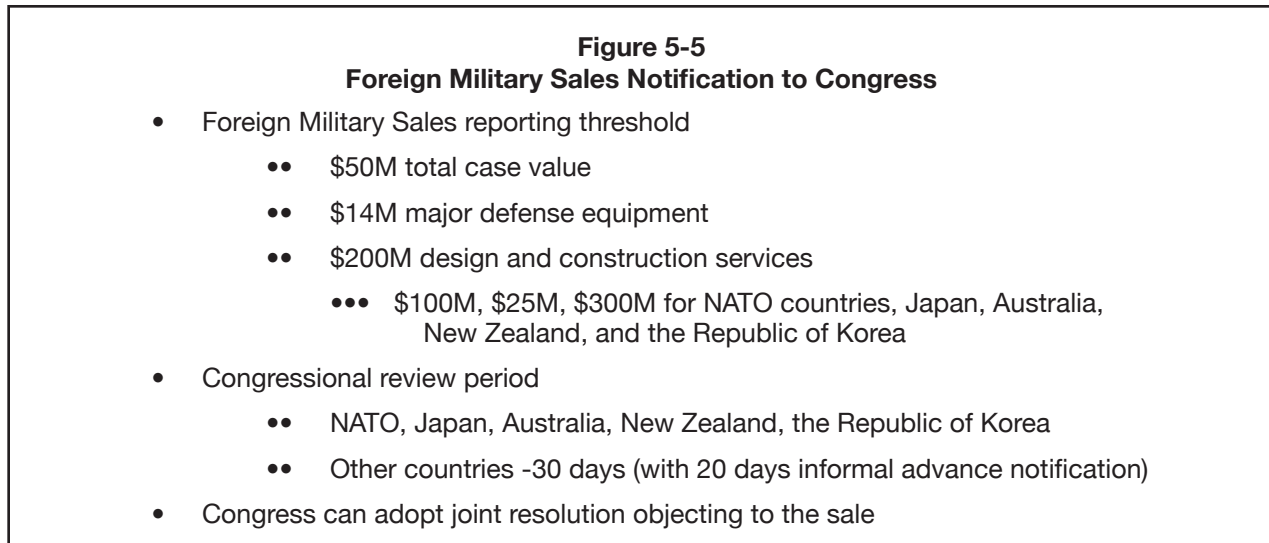 Figure 5-5
Foreign Military Sales Notification to Congress
• Foreign Military Sales reporting threshold
•• $50M total case value
•• $14M major defense equipment
•• $200M design and construction services
••• $100M, $25M, $300M for NATO countries, Japan, Australia,
New Zealand, and the Republic of Korea
• Congressional review period
•• NATO, Japan, Australia, New Zealand, the Republic of Korea
•• Other countries -30 days (with 20 days informal advance notification)
• Congress can adopt joint resolution objecting to the sale